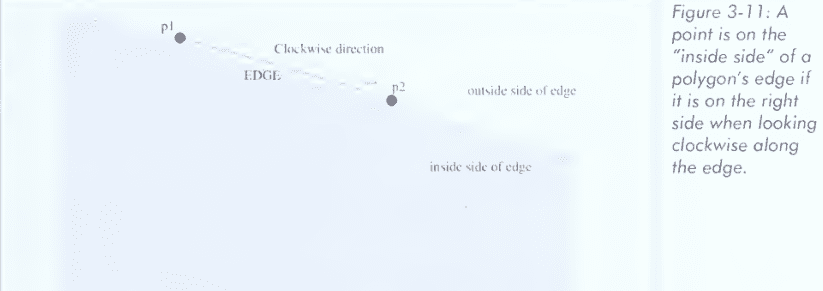 p1
Clockwise direction
EDGE
p2
outside side of edge
inside side of edge
Figure 3-11: A
point is on the
"inside side" of a
polygon's edge if
it is on the right
side when looking
clockwise along
the edge.